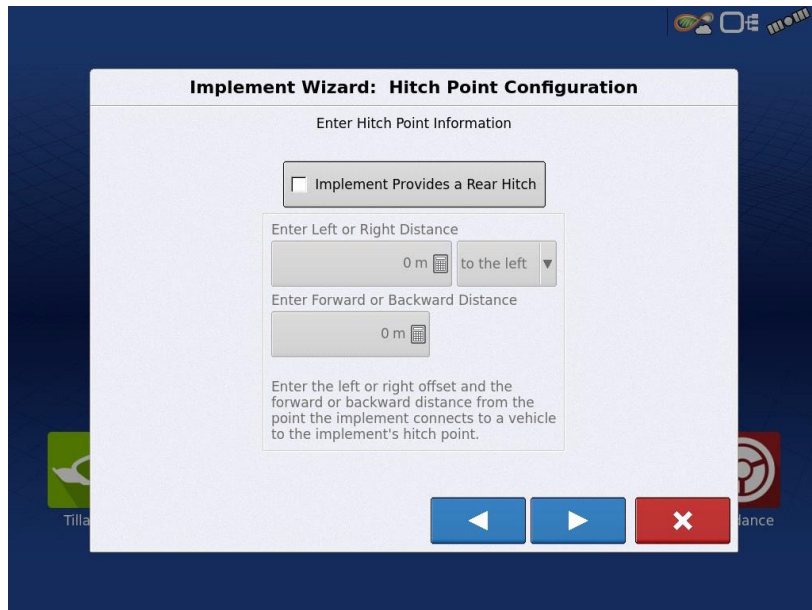 Implement Wizard: Hitch Point Configuration
Enter Hitch Point Information
Implement Provides a Rear Hitch
Enter Left or Right Distance
0 m
to the left
Enter Forward or Backward Distance
0 m
Enter the left or right offset and the
forward or backward distance from the
point the implement connects to a vehicle
to the implement's hitch point.
Tilla
dance